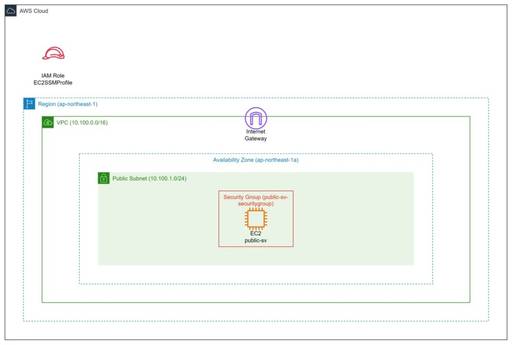 AWS Cloud
IAM Role
EC2SSMProfile
Region (ap-northeast-1)
VPC (10.100.0.0/16)
Internet
Gateway
Availability Zone (ap-northeast-1a)
Public Subnet (10.100.1.0/24)
Security Group (public-sv-
securitygroup)
EC2
public-sv